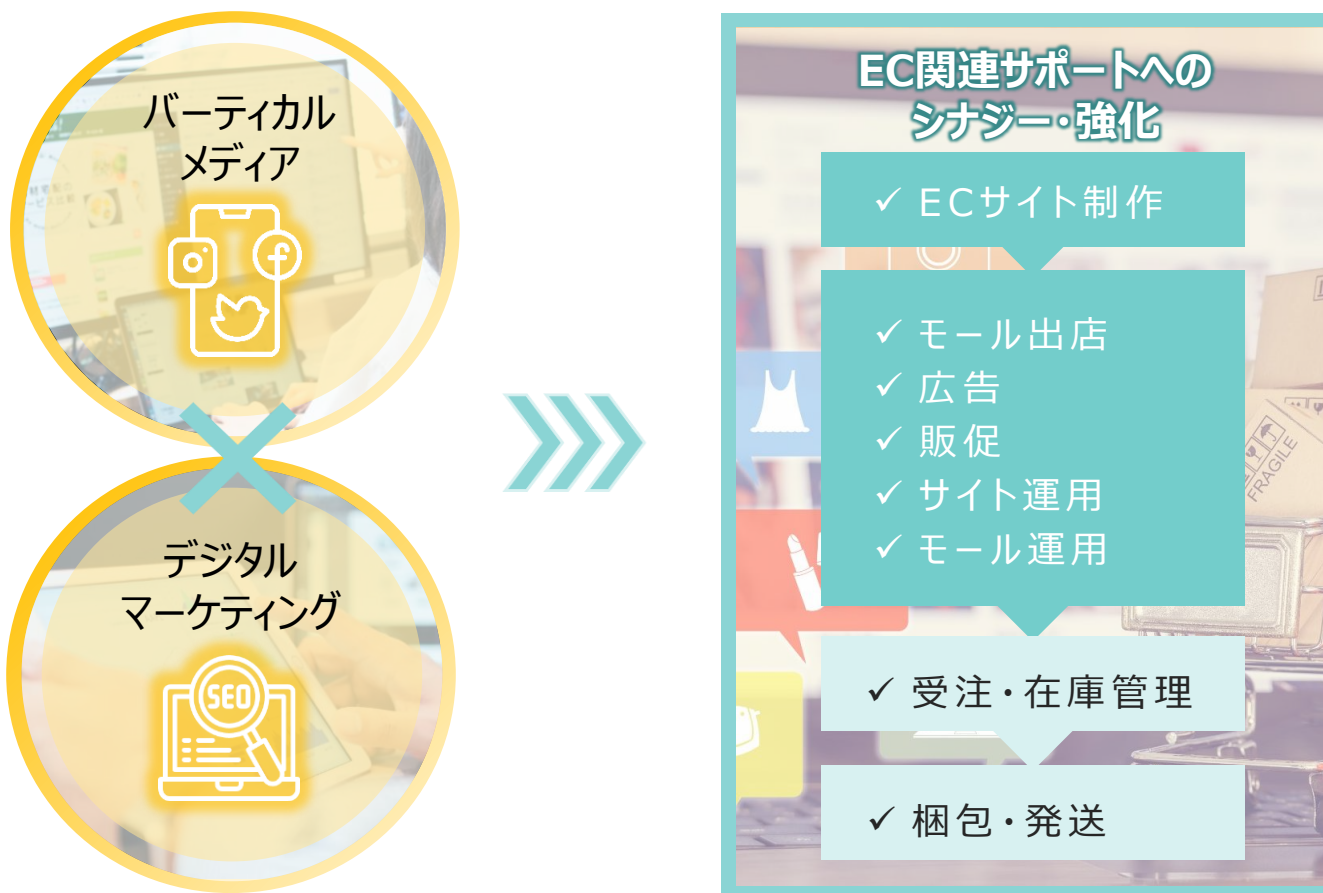 バーティカル
メディア
デジタル
マーケティング
SEO
EC関連サポートへの
シナジー・強化
✓ ECサイト制作
✓ モール出店
✓ 広告
✓ 販促
✓ サイト運用
✓ モール運用
✓ 受注・在庫管理
✓ 梱包・発送
FRAGILE